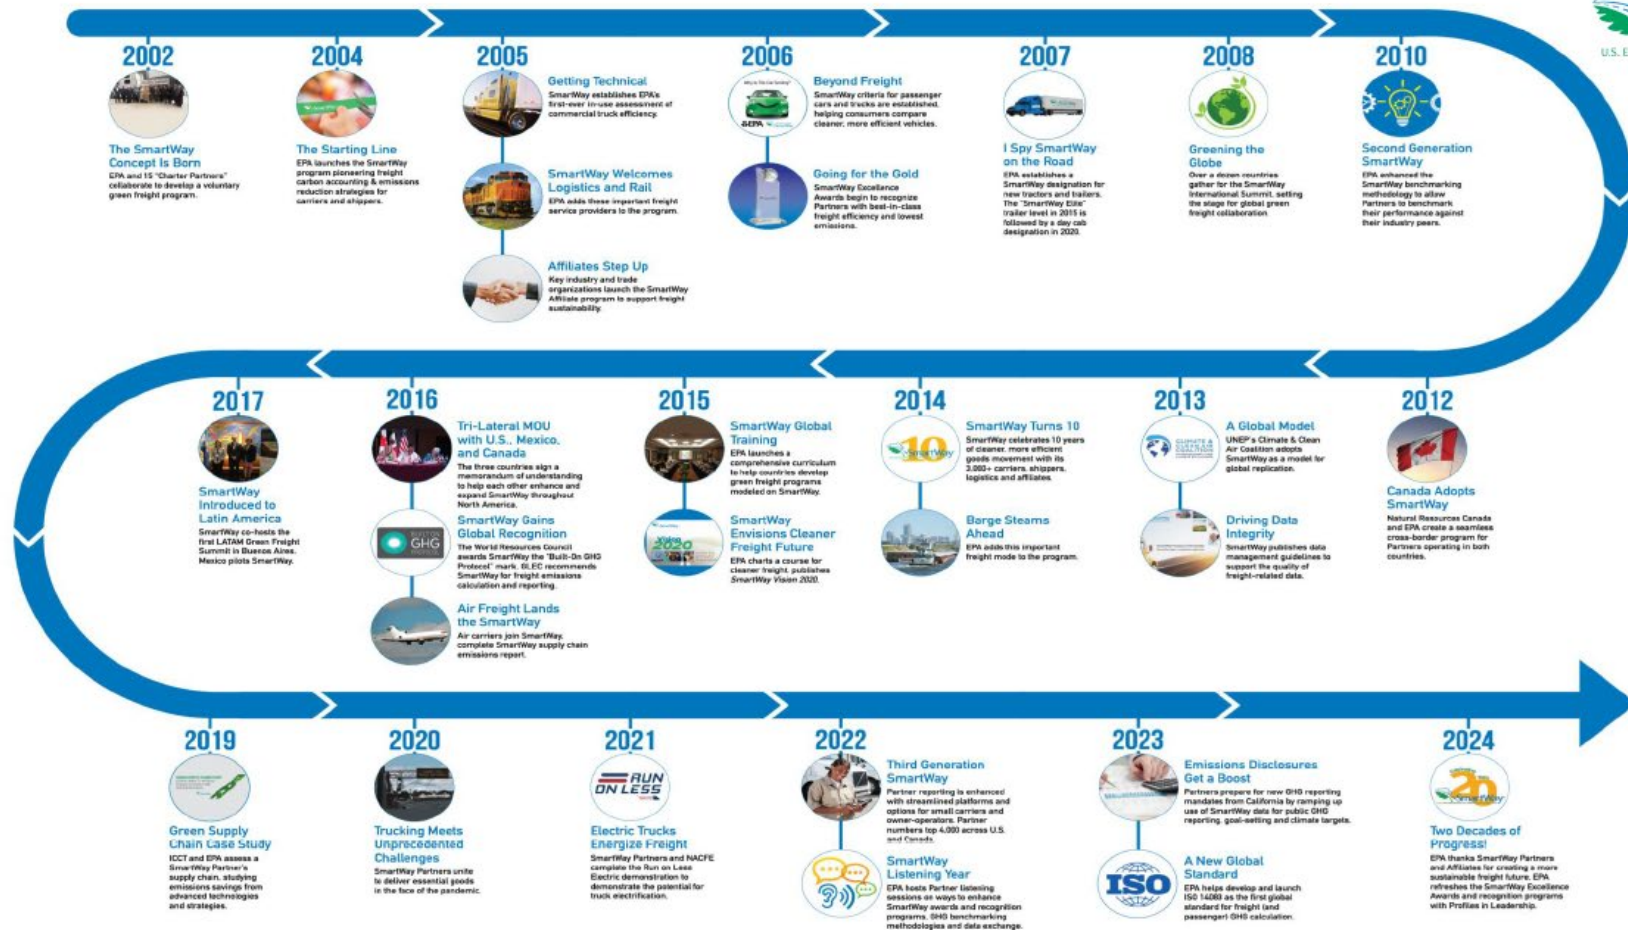 U.S. E
2002
The SmartWay
Concept Is Born
EPA and 15 "Charter Partners"
collaborate to develop a voluntary
green freight program.
2004
The Starting Line
EPA launches the SmartWay
program pioneering freight
carbon accounting & emissions
reduction strategies for
carriers and shippers.
2005
Getting Technical
SmartWay establishes EPA's
first-ever in-use assessment of
commercial truck efficiency.
SmartWay Welcomes
Logistics and Rail
EPA adds these important freight
service providers to the program.
Affiliates Step Up
Key industry and trade
organizations launch the SmartWay
Affiliate program to support freight
sustainability.
2006
EPA
Beyond Freight
SmartWay criteria for passenger
cars and trucks are established,
helping consumers compare
cleaner, more efficient vehicles.
Going for the Gold
SmartWay Excellence
Awards begin to recognize
Partners with best-in-class
freight efficiency and lowest
emissions.
2007
I Spy SmartWay
on the Road
EPA establishes a
SmartWay designation for
new tractors and trailers.
The "SmartWay Elite"
trailer level in 2015 is
followed by a day cab
designation in 2020.
2008
Greening the
Globe
Over a dozen countries
gather for the SmartWay
International Summit, setting
the stage for global green
freight collaboration.
2010
Second Generation
SmartWay
EPA enhanced the
SmartWay benchmarking
methodology to allow
Partners to benchmark
their performance against
their industry peers.
2017
SmartWay
Introduced to
Latin America
SmartWay co-hosts the
first LATAM Green Freight
Summit in Buenos Aires.
Mexico pilots SmartWay.
2016
Tri-Lateral MOU
with U.S., Mexico,
and Canada
The three countries sign a
memorandum of understanding
to help each other enhance and
expand SmartWay throughout
North America.
BUILT ON
GHG
PROTOCOL
SmartWay Gains
Global Recognition
The World Resources Council
awards SmartWay the "Built-On GHG
Protocol" mark. GLEC recommends
SmartWay for freight emissions
calculation and reporting.
Air Freight Lands
the SmartWay
Air carriers join SmartWay,
complete SmartWay supply chain
emissions report.
2015
SmartWay Global
Training
EPA launches a
comprehensive curriculum
to help countries develop
green freight programs
modeled on SmartWay.
Vision
2020
SmartWay
Envisions Cleaner
Freight Future
EPA charts a course for
cleaner freight, publishes
SmartWay Vision 2020.
2014
10
SmartWay
SmartWay Turns 10
SmartWay celebrates 10 years
of cleaner, more efficient
goods movement with its
3,000+ carriers, shippers,
logistics and affiliates.
Barge Steams
Ahead
EPA adds this important
freight mode to the program.
2013
CLIMATE &
CLEAN AIR
COALITION
A Global Model
UNEP's Climate & Clean
Air Coalition adopts
SmartWay as a model for
global replication.
Driving Data
Integrity
SmartWay publishes data
management guidelines to
support the quality of
freight-related data.
2012
Canada Adopts
SmartWay
Natural Resources Canada
and EPA create a seamless
cross-border program for
Partners operating in both
countries.
2019
Green Supply
Chain Case Study
ICCT and EPA assess a
SmartWay Partner's
supply chain, studying
emissions savings from
advanced technologies
and strategies.
2020
Trucking Meets
Unprecedented
Challenges
SmartWay Partners unite
to deliver essential goods
in the face of the pandemic.
2021
RUN
ON LESS
Electric Trucks
Energize Freight
SmartWay Partners and NACFE
complete the Run on Less
Electric demonstration to
demonstrate the potential for
truck electrification.
2022
Third Generation
SmartWay
Partner reporting is enhanced
with streamlined platforms and
options for small carriers and
owner-operators. Partner
numbers top 4,000 across U.S.
and Canada.
SmartWay
Listening Year
EPA hosts Partner listening
sessions on ways to enhance
SmartWay awards and recognition
programs, GHG benchmarking
methodologies and data exchange.
2023
Emissions Disclosures
Get a Boost
Partners prepare for new GHG reporting
mandates from California by ramping up
use of SmartWay data for public GHG
reporting, goal-setting and climate targets.
ISO
A New Global
Standard
EPA helps develop and launch
ISO 14083 as the first global
standard for freight (and
passenger) GHG calculation.
2024
20
SmartWay
Two Decades of
Progress!
EPA thanks SmartWay Partners
and Affiliates for creating a more
sustainable freight future. EPA
refreshes the SmartWay Excellence
Awards and recognition programs
with Profiles in Leadership.